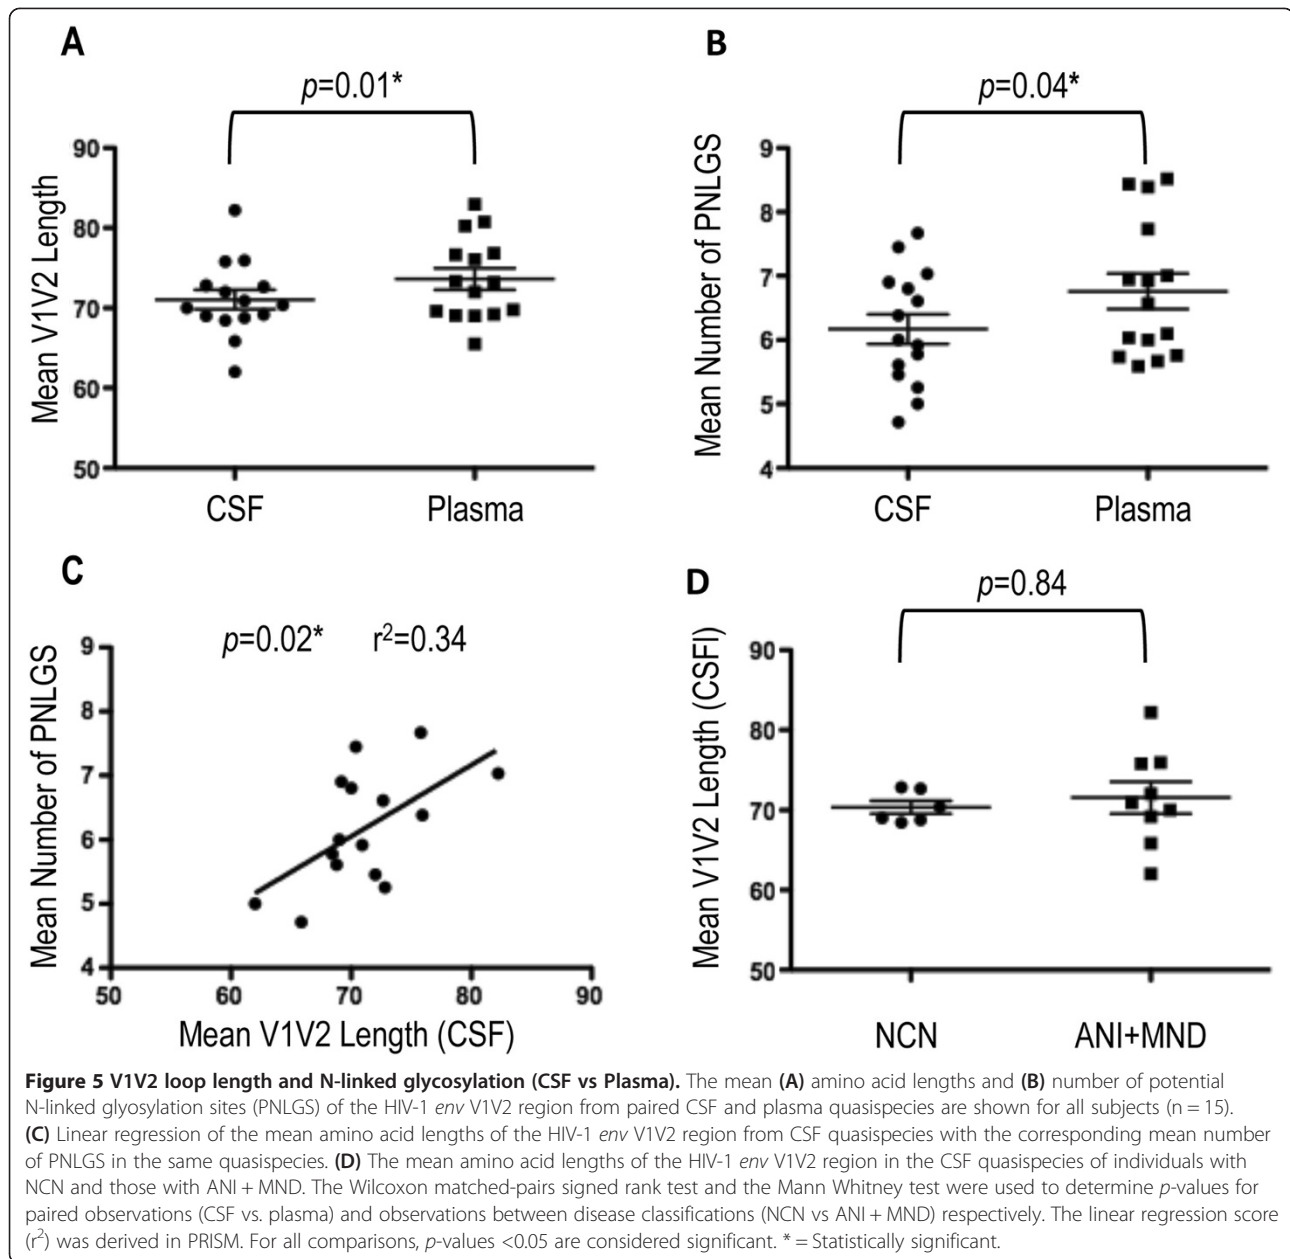 A
p=0.01*
Mean V1V2 Length
90
80
70
60
50
CSF Plasma
B
p=0.04*
Mean Number of PNLGS
9
8
7
6
5
4
CSF Plasma
C
p=0.02* r²=0.34
Mean Number of PNLGS
9
8
7
6
5
4
50 60 70 80 90
Mean V1V2 Length (CSF)
D
p=0.84
Mean V1V2 Length (CSFl)
90
80
70
60
50
NCN ANI+MND
Figure 5 V1V2 loop length and N-linked glycosylation (CSF vs Plasma). The mean (A) amino acid lengths and (B) number of potential
N-linked glyosylation sites (PNLGS) of the HIV-1 env V1V2 region from paired CSF and plasma quasispecies are shown for all subjects (n = 15).
(C) Linear regression of the mean amino acid lengths of the HIV-1 env V1V2 region from CSF quasispecies with the corresponding mean number
of PNLGS in the same quasispecies. (D) The mean amino acid lengths of the HIV-1 env V1V2 region in the CSF quasispecies of individuals with
NCN and those with ANI + MND. The Wilcoxon matched-pairs signed rank test and the Mann Whitney test were used to determine p-values for
paired observations (CSF vs. plasma) and observations between disease classifications (NCN vs ANI + MND) respectively. The linear regression score
(r²) was derived in PRISM. For all comparisons, p-values <0.05 are considered significant. * = Statistically significant.